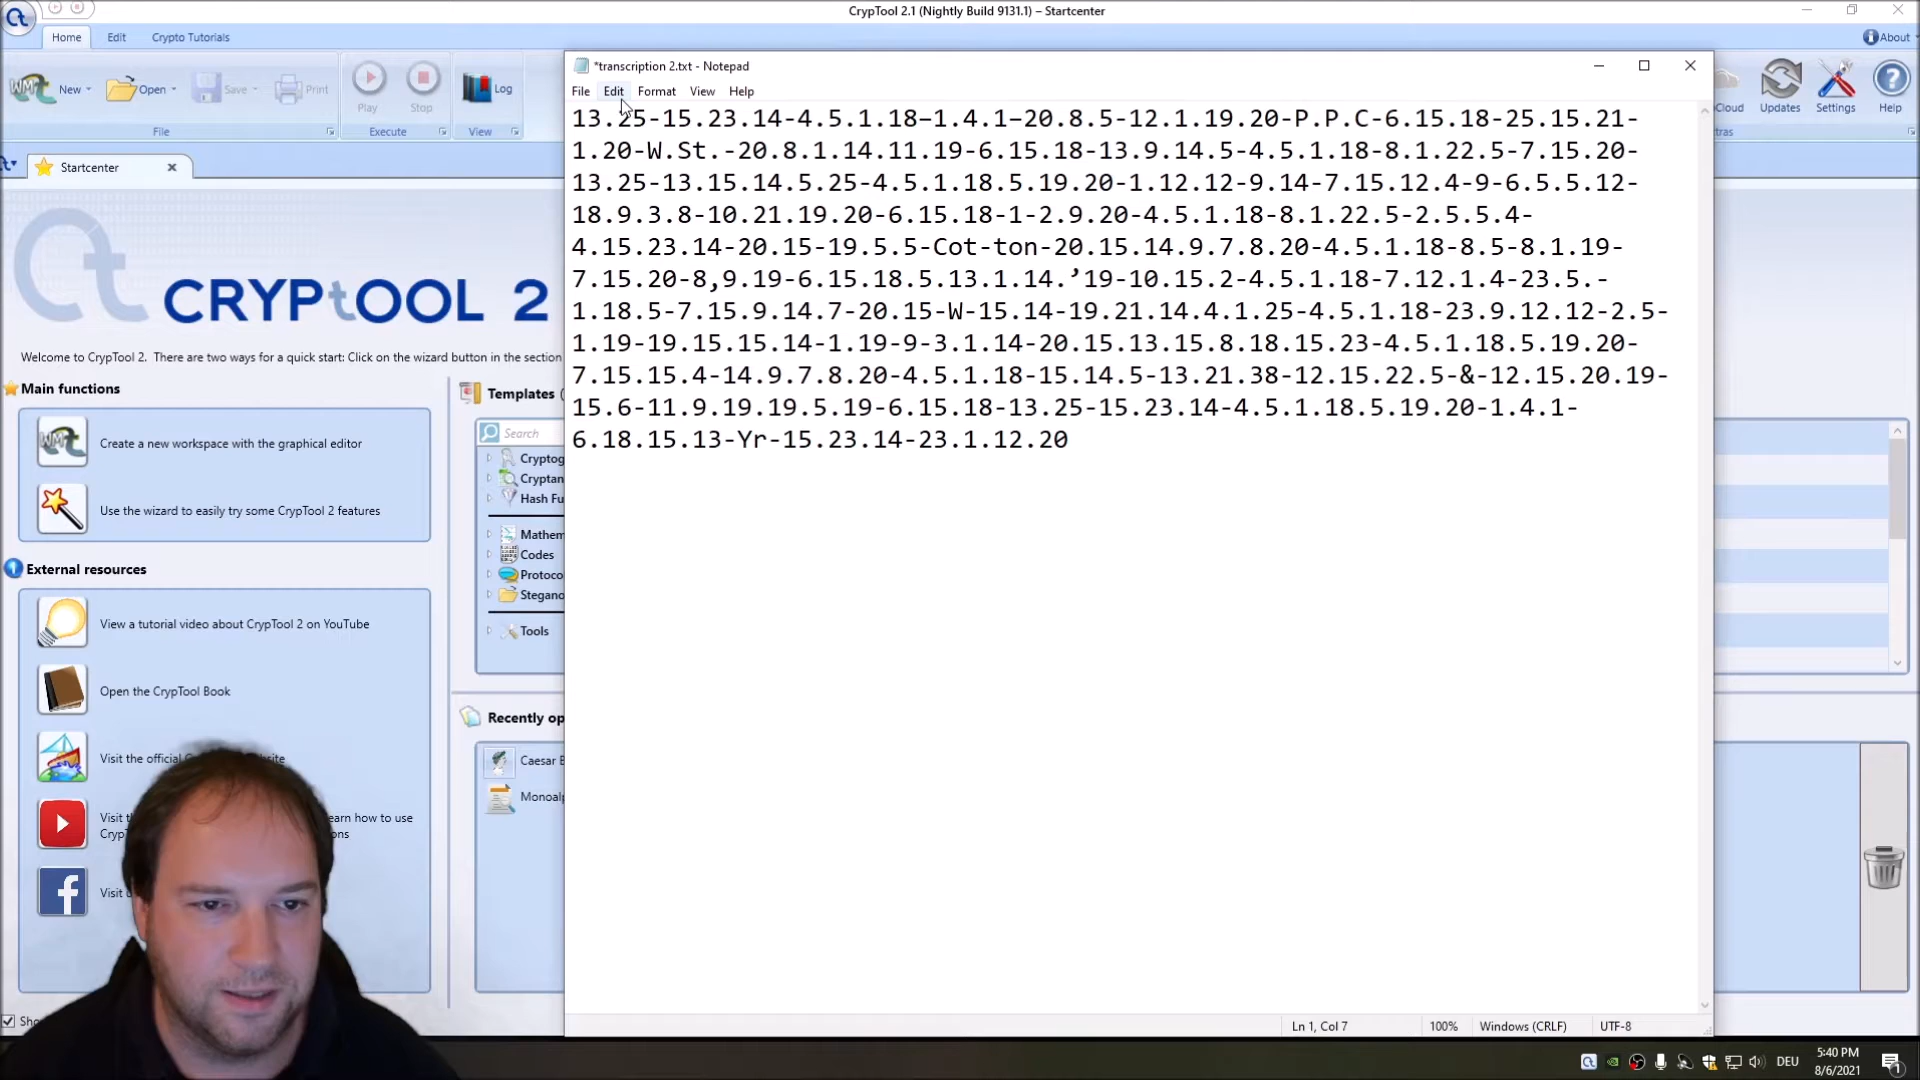 CrypTool 2.1 (Nightly Build 9131.1) – Startcenter
Home
Edit
Crypto Tutorials
About
New
Open
Save
Print
Play
Stop
Log
Cloud
Updates
Settings
Help
File
Execute
View
Startcenter
CRYPtOOL 2
Welcome to CrypTool 2. There are two ways for a quick start: Click on the wizard button in the section
Main functions
Create a new workspace with the graphical editor
Use the wizard to easily try some CrypTool 2 features
External resources
View a tutorial video about CrypTool 2 on YouTube
Open the CrypTool Book
Visit the official
Visit
earn how to use
Templates (
Search
Hash Fu
Codes
Protoco
Stegano
Tools
Recently op
Caesar
*transcription 2.txt - Notepad
File
Edit
Format
View
Help
13.25-15.23.14-4.5.1.18–1.4.1–20.8.5-12.1.19.20-P.P.C-6.15.18-25.15.21-
1.20-W.St.-20.8.1.14.11.19-6.15.18-13.9.14.5-4.5.1.18-8.1.22.5-7.15.20-
13.25-13.15.14.5.25-4.5.1.18.5.19.20-1.12.12-9.14-7.15.12.4-9-6.5.5.12-
18.9.3.8-10.21.19.20-6.15.18-1-2.9.20-4.5.1.18-8.1.22.5-2.5.5.4-
4.15.23.14-20.15-19.5.5-Cot-ton-20.15.14.9.7.8.20-4.5.1.18-8.5-8.1.19-
7.15.20-8,9.19-6.15.18.5.13.1.14.’19-10.15.2-4.5.1.18-7.12.1.4-23.5.-
1.18.5-7.15.9.14.7-20.15-W-15.14-19.21.14.4.1.25-4.5.1.18-23.9.12.12-2.5-
1.19-19.15.15.14-1.19-9-3.1.14-20.15.13.15.8.18.15.23-4.5.1.18.5.19.20-
7.15.15.4-14.9.7.8.20-4.5.1.18-15.14.5-13.21.38-12.15.22.5-&-12.15.20.19-
15.6-11.9.19.19.5.19-6.15.18-13.25-15.23.14-4.5.1.18.5.19.20-1.4.1-
6.18.15.13-Yr-15.23.14-23.1.12.20
Ln 1, Col 7
100%
Windows (CRLF)
UTF-8
DEU
5:40 PM
8/6/2021